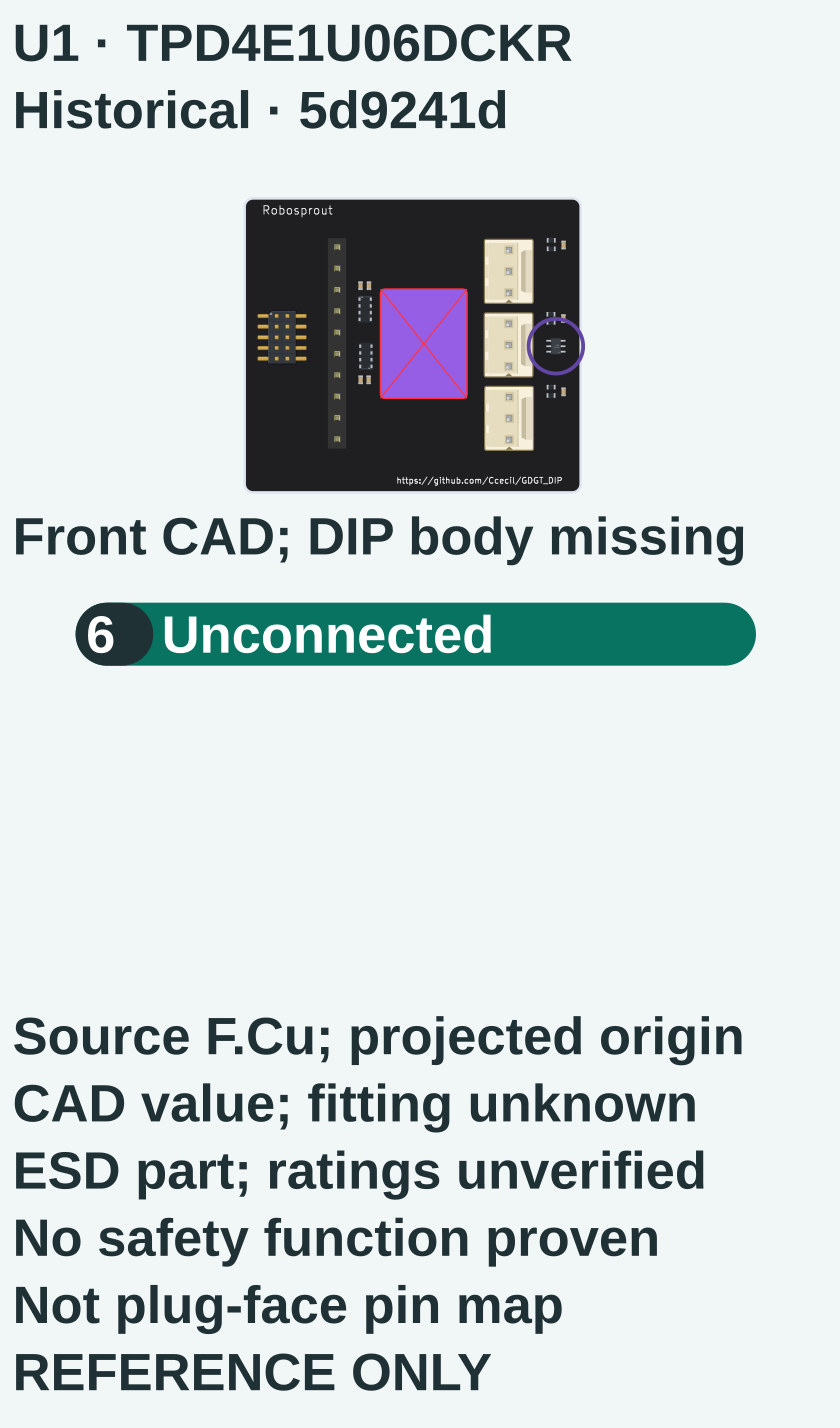 U1 · TPD4E1U06DCKR
Historical · 5d9241d
Robosprout
https://github.com/Ccecil/GDGT_DIP
Front CAD; DIP body missing
6 Unconnected
Source F.Cu; projected origin
CAD value; fitting unknown
ESD part; ratings unverified
No safety function proven
Not plug-face pin map
REFERENCE ONLY